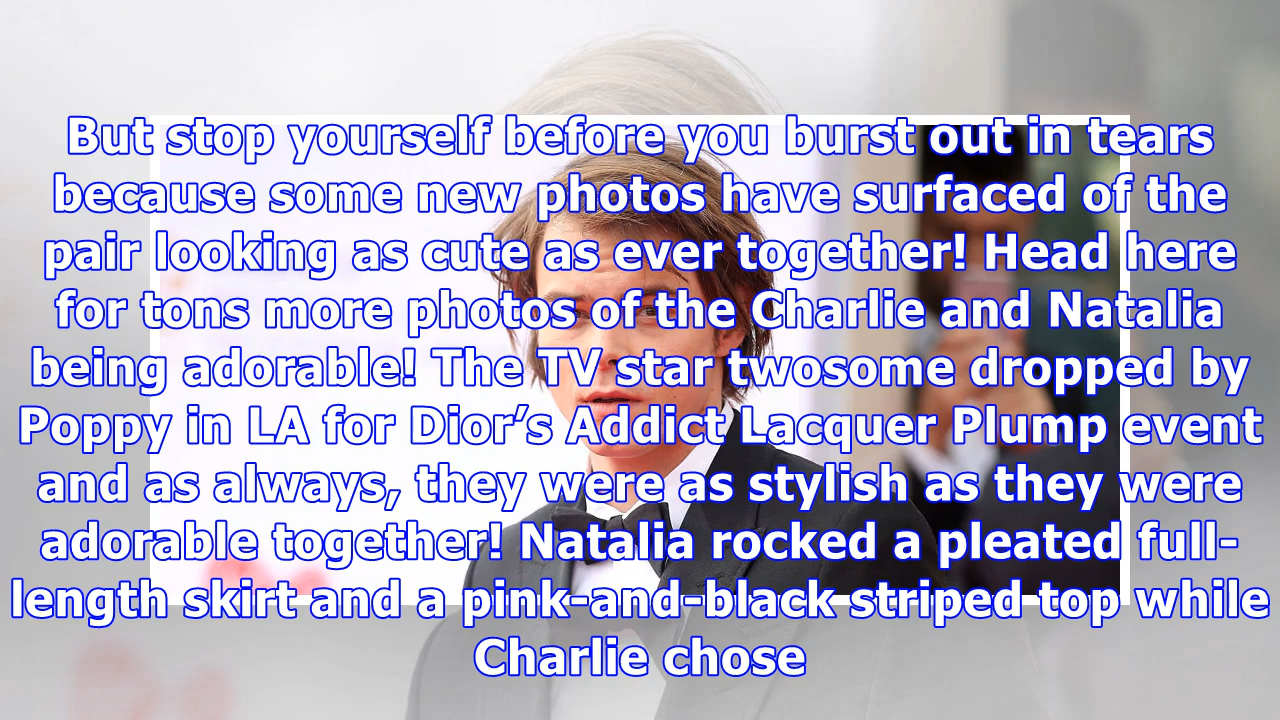 But stop yourself before you burst out in tears
because some new photos have surfaced of the
pair looking as cute as ever together! Head here
for tons more photos of the Charlie and Natalia
being adorable! The TV star twosome dropped by
Poppy in LA for Dior’s Addict Lacquer Plump event
and as always, they were as stylish as they were
adorable together! Natalia rocked a pleated full-
length skirt and a pink-and-black striped top while
Charlie chose